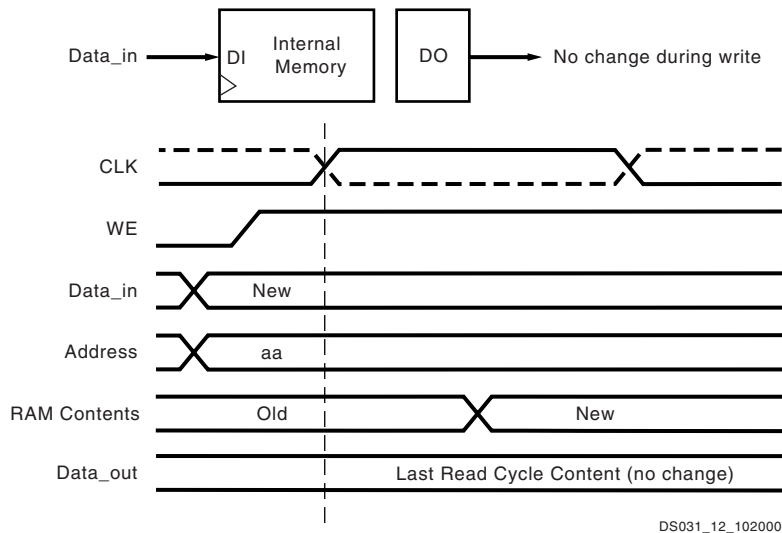 Data_in
DI
Internal
Memory
DO
No change during write
CLK
WE
Data_in
New
Address
aa
RAM Contents
Old
New
Data_out
Last Read Cycle Content (no change)
DS031_12_102000